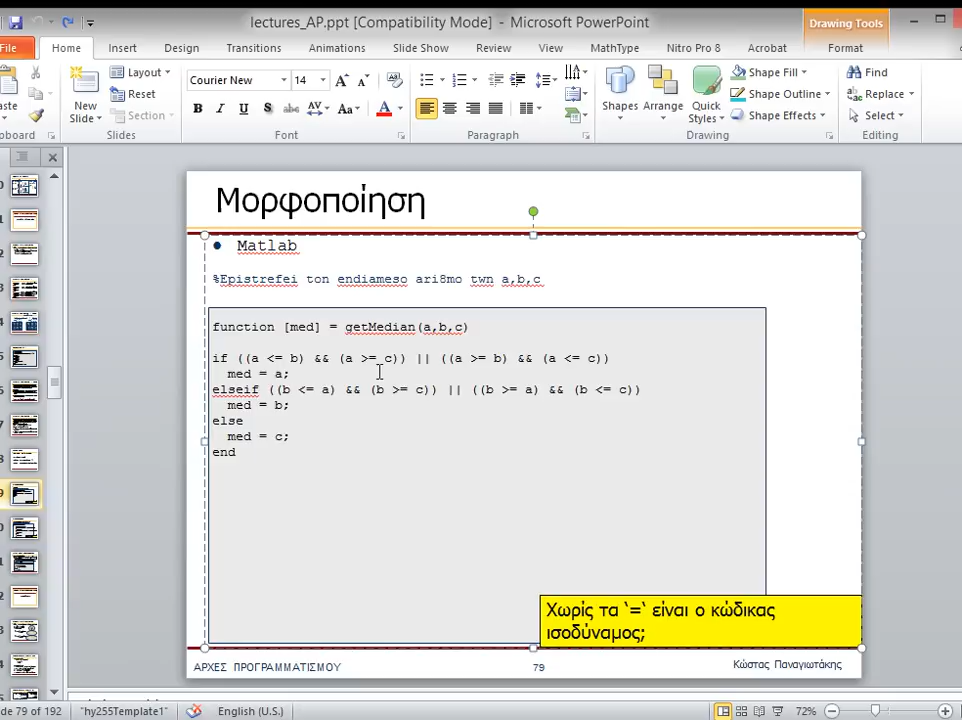 lectures_AP.ppt [Compatibility Mode] - Microsoft PowerPoint
Drawing Tools
File Home Insert Design Transitions Animations Slide Show Review View MathType Nitro Pro 8 Acrobat Format
Layout
Reset
Section
New
Slide
Slides
Courier New 14
B I U S abc AV Aa A
Font
Paragraph
Shapes Arrange Quick
Styles
Shape Fill
Shape Outline
Shape Effects
Drawing
Find
Replace
Select
Editing
Μορφοποίηση
Matlab
%Epistrefei ton endiameso ari8mo twn a,b,c
function [med] = getMedian(a,b,c)
if ((a <= b) && (a >= c)) || ((a >= b) && (a <= c))
med = a;
elseif ((b <= a) && (b >= c)) || ((b >= a) && (b <= c))
med = b;
else
med = c;
end
Χωρίς τα '=' είναι ο κώδικας
ισοδύναμος;
ΑΡΧΕΣ ΠΡΟΓΡΑΜΜΑΤΙΣΜΟΥ 79 Κώστας Παναγιωτάκης
de 79 of 192 "hy255Template1" English (U.S.) 72%